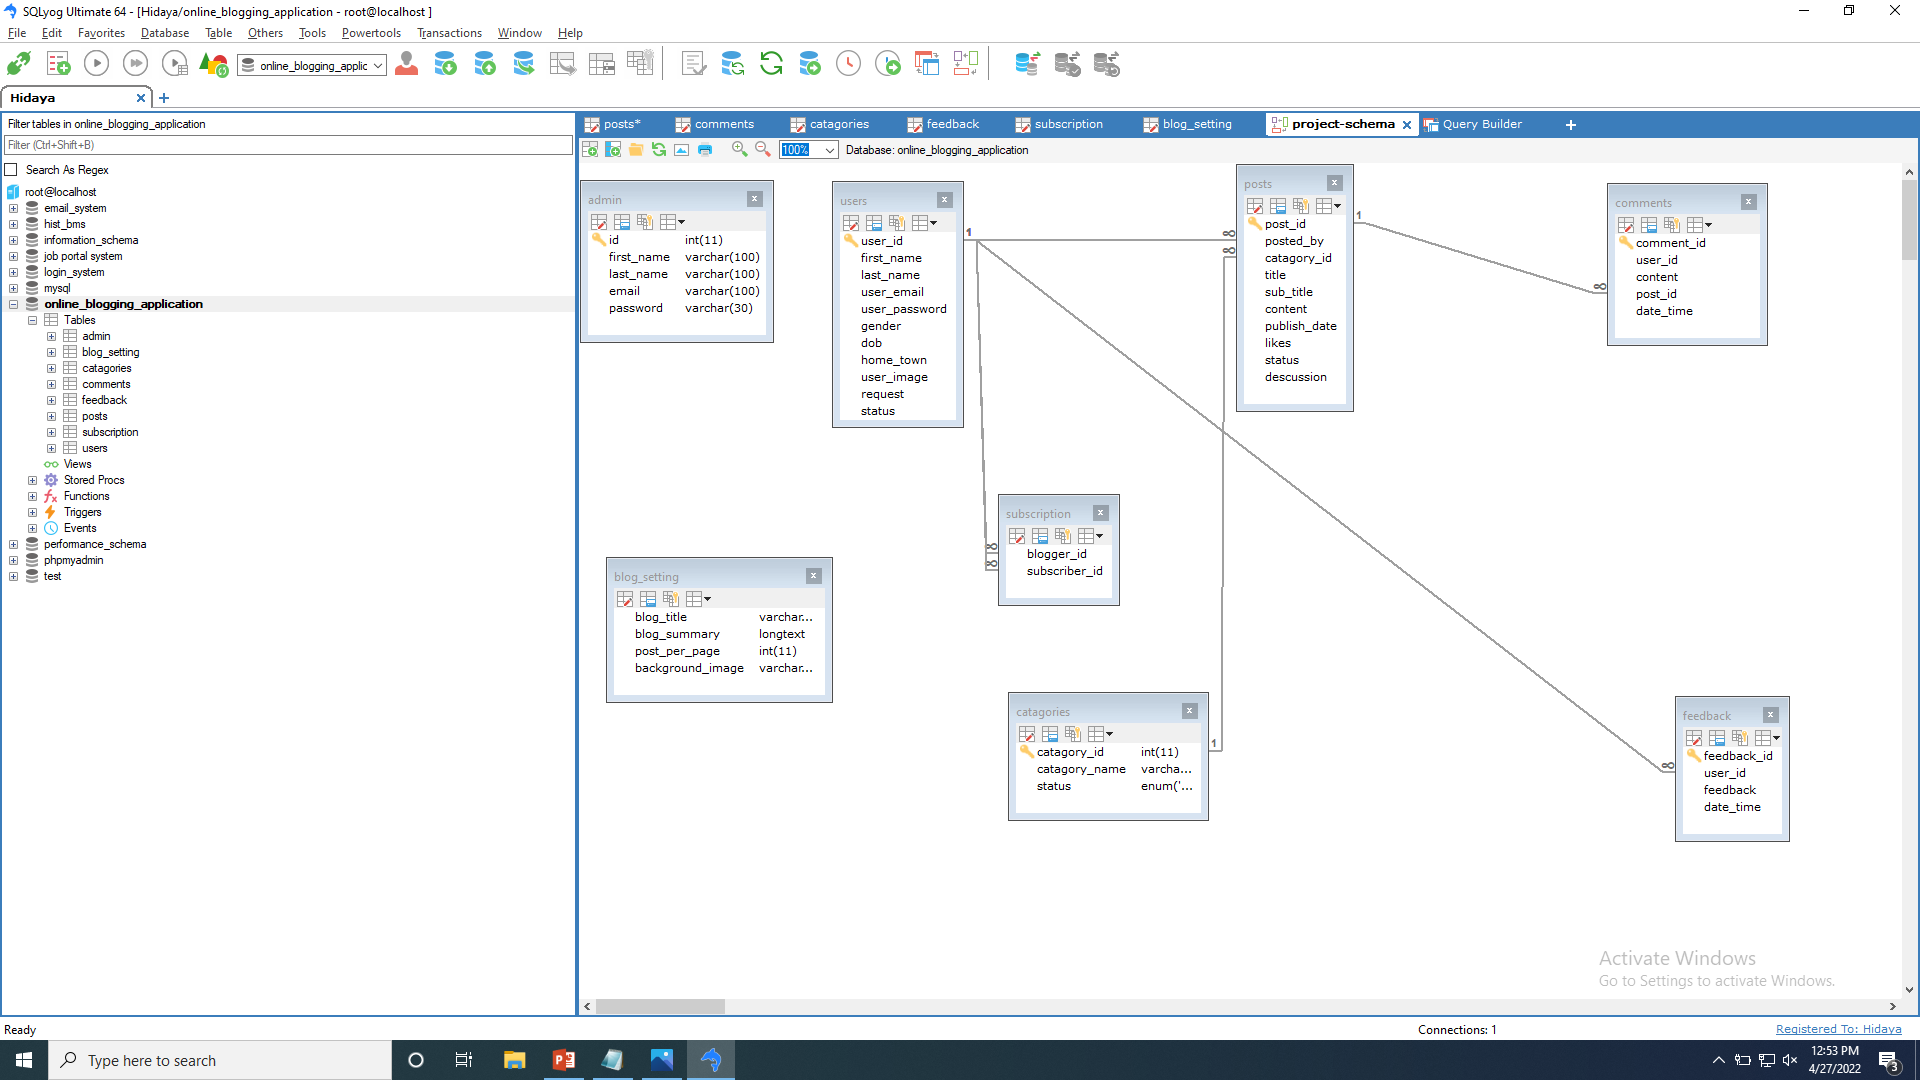 SQLyog Ultimate 64 - [Hidaya/online_blogging_application - root@localhost ]
File Edit Favorites Database Table Others Tools Powertools Transactions Window Help
online_blogging_applic
Hidaya
Filter tables in online_blogging_application
Filter (Ctrl+Shift+B)
Search As Regex
root@localhost
email_system
hist_bms
information_schema
job portal system
login_system
mysql
online_blogging_application
Tables
admin
blog_setting
catagories
comments
feedback
posts
subscription
users
Views
Stored Procs
Functions
Triggers
Events
performance_schema
phpmyadmin
test
posts* comments catagories feedback subscription blog_setting project-schema Query Builder
100% Database: online_blogging_application
admin
id int(11)
first_name varchar(100)
last_name varchar(100)
email varchar(100)
password varchar(30)
users
user_id
first_name
last_name
user_email
user_password
gender
dob
home_town
user_image
request
status
1
posts
post_id
posted_by
catagory_id
title
sub_title
content
publish_date
likes
status
descussion
1
comments
comment_id
user_id
content
post_id
date_time
subscription
blogger_id
subscriber_id
blog_setting
blog_title varchar...
blog_summary longtext
post_per_page int(11)
background_image varchar...
catagories
catagory_id int(11)
catagory_name varcha...
status enum('...
1
feedback
feedback_id
user_id
feedback
date_time
Activate Windows
Go to Settings to activate Windows.
Ready
Connections: 1
Registered To: Hidaya
Type here to search
12:53 PM
4/27/2022
3